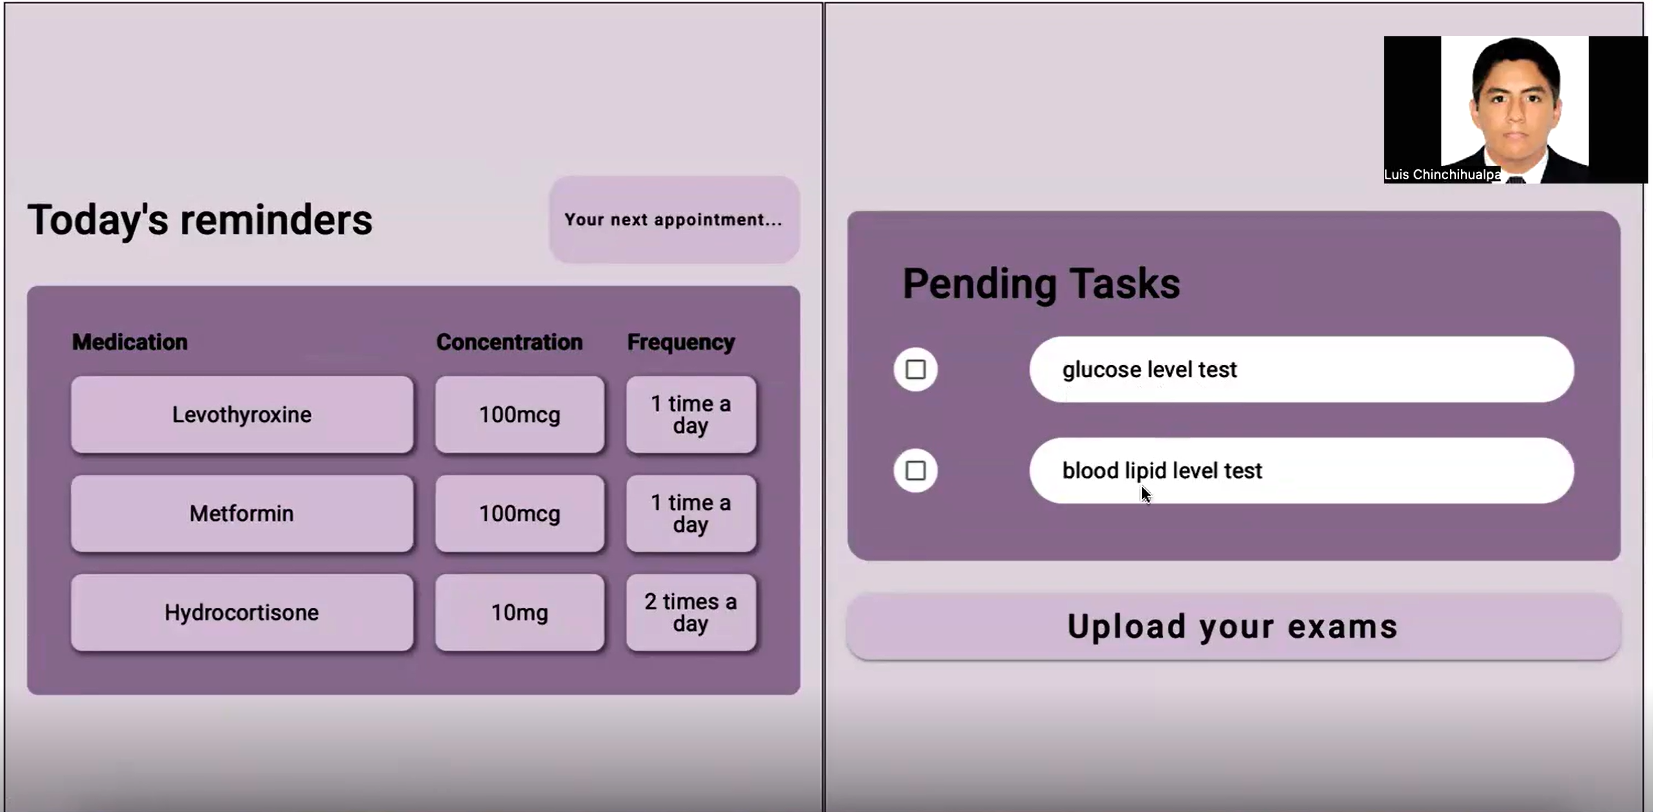 Today's reminders
Your next appointment...
Medication Concentration Frequency
Levothyroxine 100mcg 1 time a
day
Metformin 100mcg 1 time a
day
Hydrocortisone 10mg 2 times a
day
Luis Chinchihualpa
Pending Tasks
glucose level test
blood lipid level test
Upload your exams